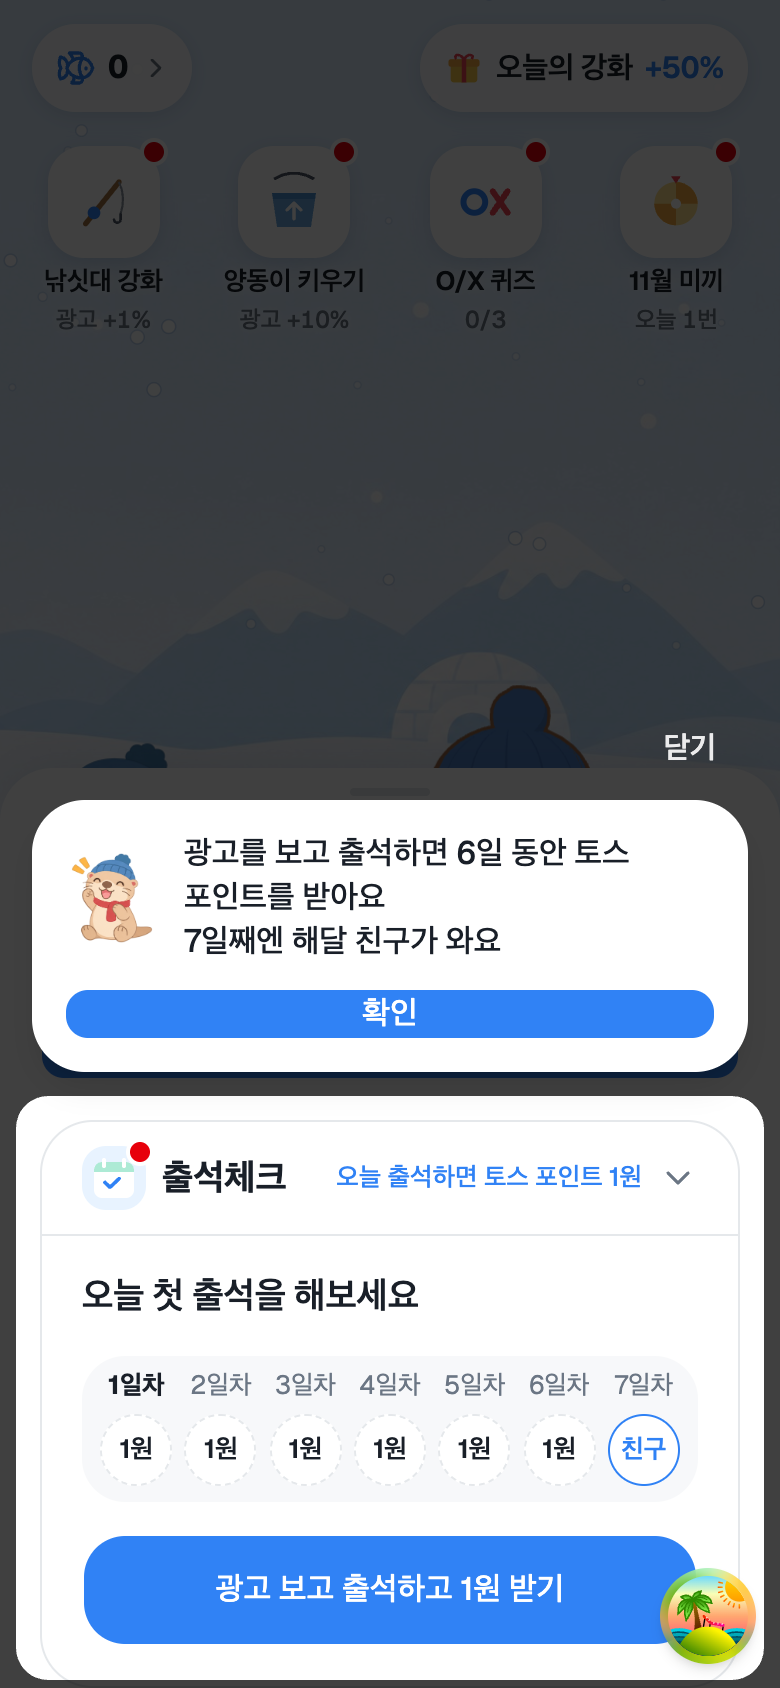 0
오늘의 강화 +50%
낚싯대 강화
광고 +1%
양동이 키우기
광고 +10%
OX
O/X 퀴즈
0/3
11월 미끼
오늘 1번
닫기
광고를 보고 출석하면 6일 동안 토스
포인트를 받아요
7일째엔 해달 친구가 와요
확인
출석체크
오늘 출석하면 토스 포인트 1원
오늘 첫 출석을 해보세요
1일차 2일차 3일차 4일차 5일차 6일차 7일차
1원 1원 1원 1원 1원 1원 친구
광고 보고 출석하고 1원 받기